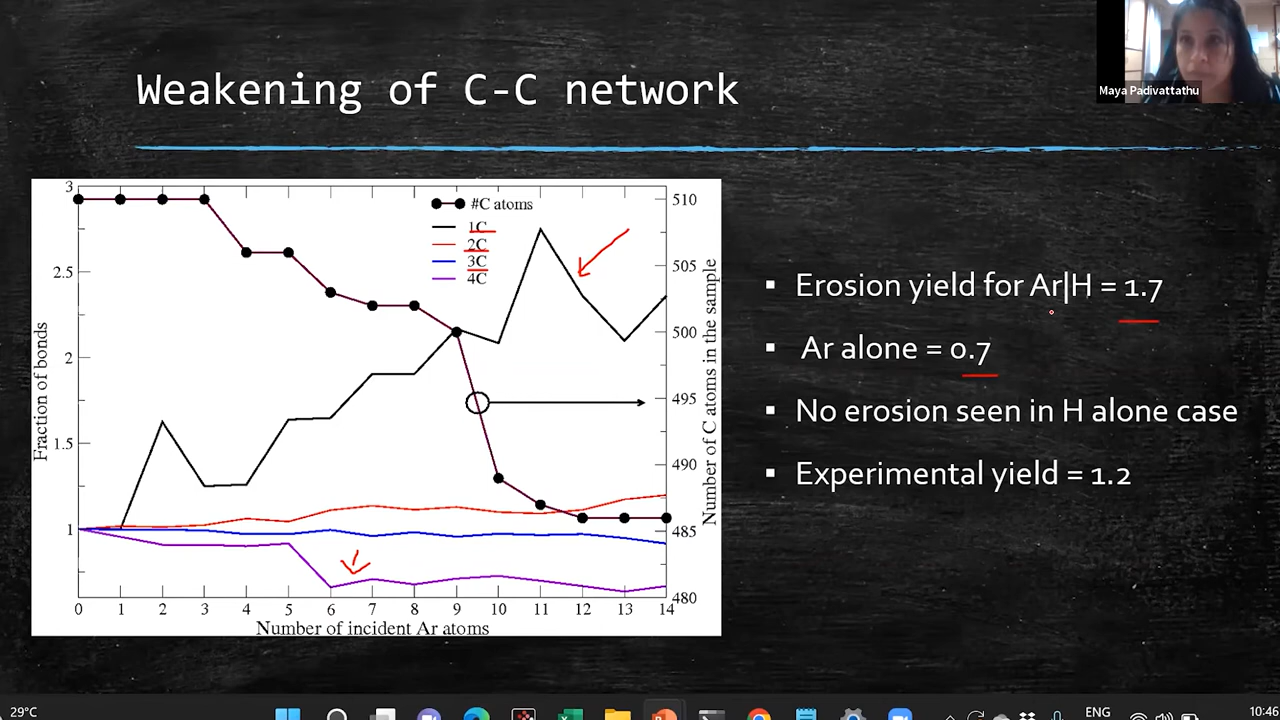 Weakening of C-C network
Maya Padivattathu
3
2.5
2
1.5
1
Fraction of bonds
#C atoms
1C
2C
3C
4C
510
505
500
495
490
485
480
Number of C atoms in the sample
0 1 2 3 4 5 6 7 8 9 10 11 12 13 14
Number of incident Ar atoms
▪ Erosion yield for Ar|H = 1.7
▪ Ar alone = 0.7
▪ No erosion seen in H alone case
▪ Experimental yield = 1.2
29°C
ENG
10:46